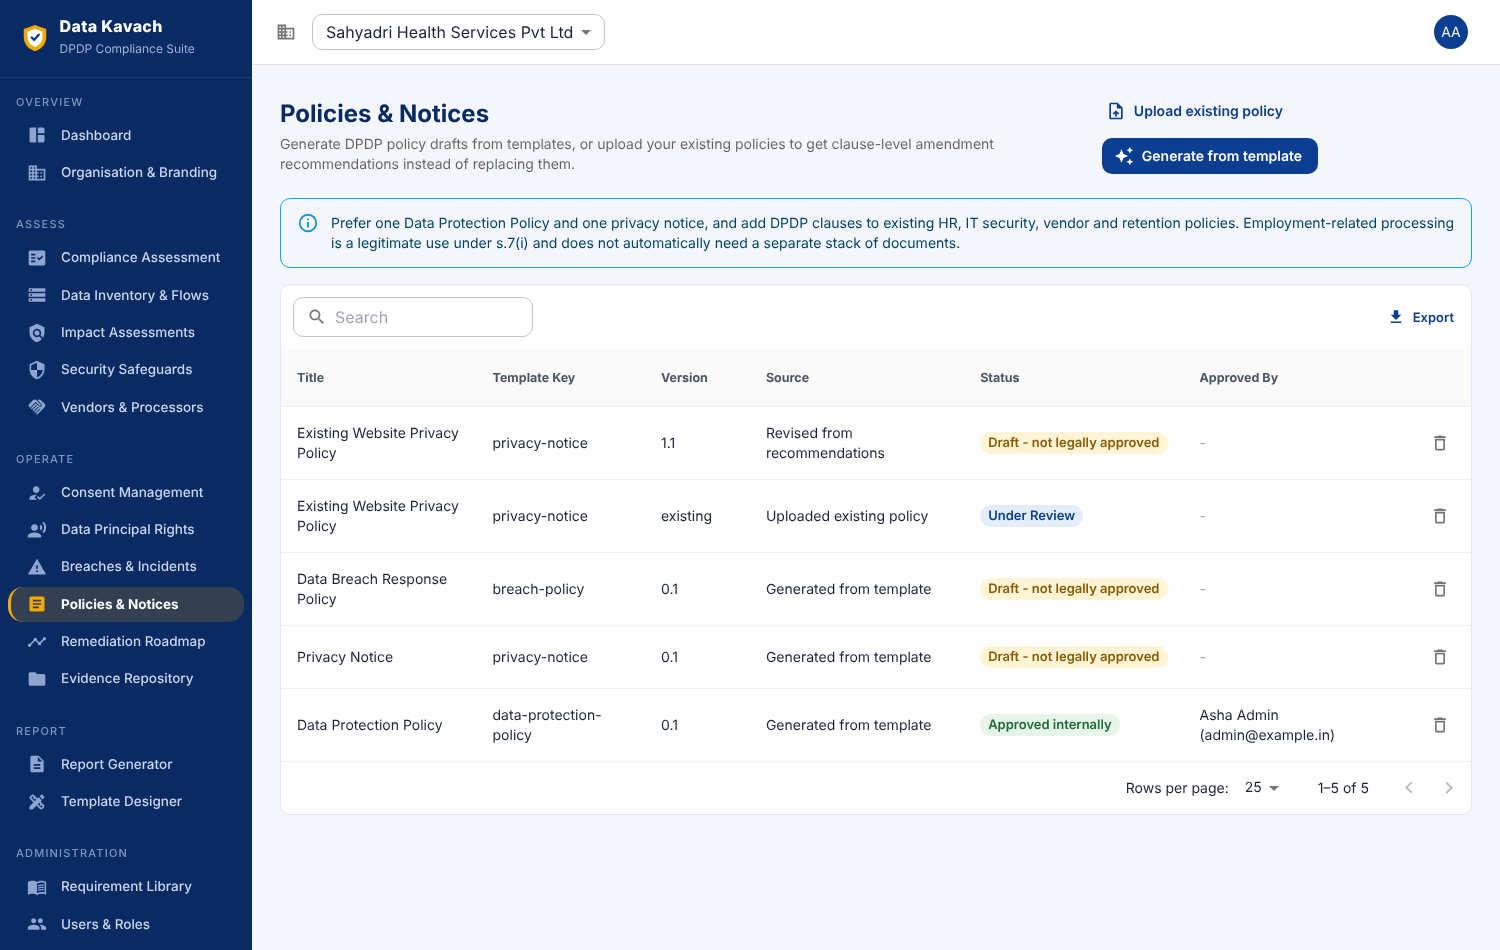 Data Kavach
DPDP Compliance Suite
OVERVIEW
Dashboard
Organisation & Branding
ASSESS
Compliance Assessment
Data Inventory & Flows
Impact Assessments
Security Safeguards
Vendors & Processors
OPERATE
Consent Management
Data Principal Rights
Breaches & Incidents
Policies & Notices
Remediation Roadmap
Evidence Repository
REPORT
Report Generator
Template Designer
ADMINISTRATION
Requirement Library
Users & Roles
Sahyadri Health Services Pvt Ltd
AA
Policies & Notices
Generate DPDP policy drafts from templates, or upload your existing policies to get clause-level amendment
recommendations instead of replacing them.
Upload existing policy
Generate from template
Prefer one Data Protection Policy and one privacy notice, and add DPDP clauses to existing HR, IT security, vendor and retention policies. Employment-related processing
is a legitimate use under s.7(i) and does not automatically need a separate stack of documents.
Search
Export
Title Template Key Version Source Status Approved By
Existing Website Privacy
Policy
privacy-notice
1.1
Revised from
recommendations
Draft - not legally approved
-
Existing Website Privacy
Policy
privacy-notice
existing
Uploaded existing policy
Under Review
-
Data Breach Response
Policy
breach-policy
0.1
Generated from template
Draft - not legally approved
-
Privacy Notice
privacy-notice
0.1
Generated from template
Draft - not legally approved
-
Data Protection Policy
data-protection-
policy
0.1
Generated from template
Approved internally
Asha Admin
(admin@example.in)
Rows per page: 25 1–5 of 5